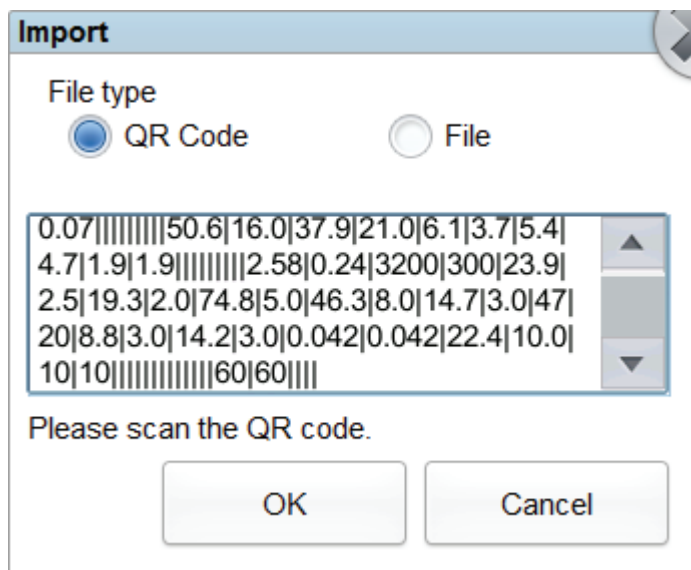 Import
File type
QR Code File
0.07|||||||||50.6|16.0|37.9|21.0|6.1|3.7|5.4|
4.7|1.9|1.9|||||||||2.58|0.24|3200|300|23.9|
2.5|19.3|2.0|74.8|5.0|46.3|8.0|14.7|3.0|47|
20|8.8|3.0|14.2|3.0|0.042|0.042|22.4|10.0|
10|10|||||||||||||60|60||||
Please scan the QR code.
OK Cancel